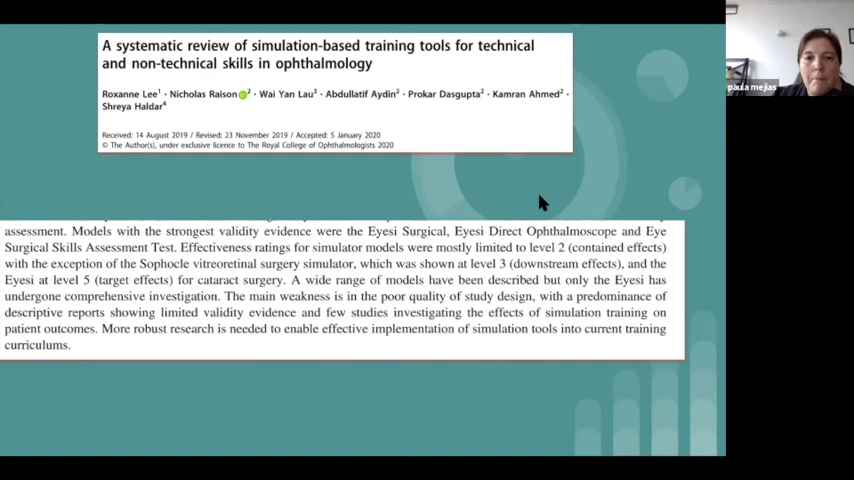 A systematic review of simulation-based training tools for technical
and non-technical skills in ophthalmology
Roxanne Lee1 · Nicholas Raison 2 · Wai Yan Lau3 · Abdullatif Aydin2 · Prokar Dasgupta2 · Kamran Ahmed2 ·
Shreya Haldar4
Received: 14 August 2019 / Revised: 23 November 2019 / Accepted: 5 January 2020
© The Author(s), under exclusive licence to The Royal College of Ophthalmologists 2020
paula mejias
assessment. Models with the strongest validity evidence were the Eyesi Surgical, Eyesi Direct Ophthalmoscope and Eye
Surgical Skills Assessment Test. Effectiveness ratings for simulator models were mostly limited to level 2 (contained effects)
with the exception of the Sophocle vitreoretinal surgery simulator, which was shown at level 3 (downstream effects), and the
Eyesi at level 5 (target effects) for cataract surgery. A wide range of models have been described but only the Eyesi has
undergone comprehensive investigation. The main weakness is in the poor quality of study design, with a predominance of
descriptive reports showing limited validity evidence and few studies investigating the effects of simulation training on
patient outcomes. More robust research is needed to enable effective implementation of simulation tools into current training
curriculums.